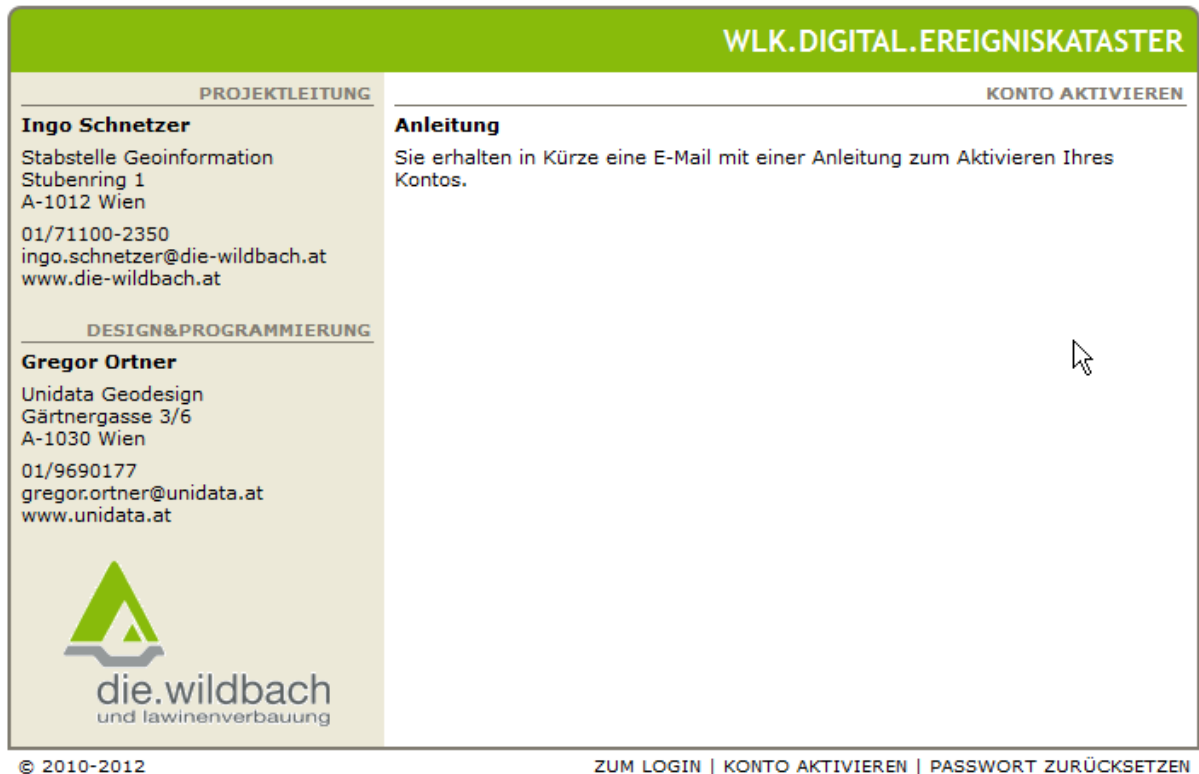 WLK.DIGITAL.EREIGNISKATASTER
PROJEKTLEITUNG
Ingo Schnetzer
Stabstelle Geoinformation
Stubenring 1
A-1012 Wien
01/71100-2350
ingo.schnetzer@die-wildbach.at
www.die-wildbach.at
DESIGN&PROGRAMMIERUNG
Gregor Ortner
Unidata Geodesign
Gärtnergasse 3/6
A-1030 Wien
01/9690177
gregor.ortner@unidata.at
www.unidata.at
die.wildbach
und lawinenverbauung
KONTO AKTIVIEREN
Anleitung
Sie erhalten in Kürze eine E-Mail mit einer Anleitung zum Aktivieren Ihres
Kontos.
© 2010-2012
ZUM LOGIN | KONTO AKTIVIEREN | PASSWORT ZURÜCKSETZEN